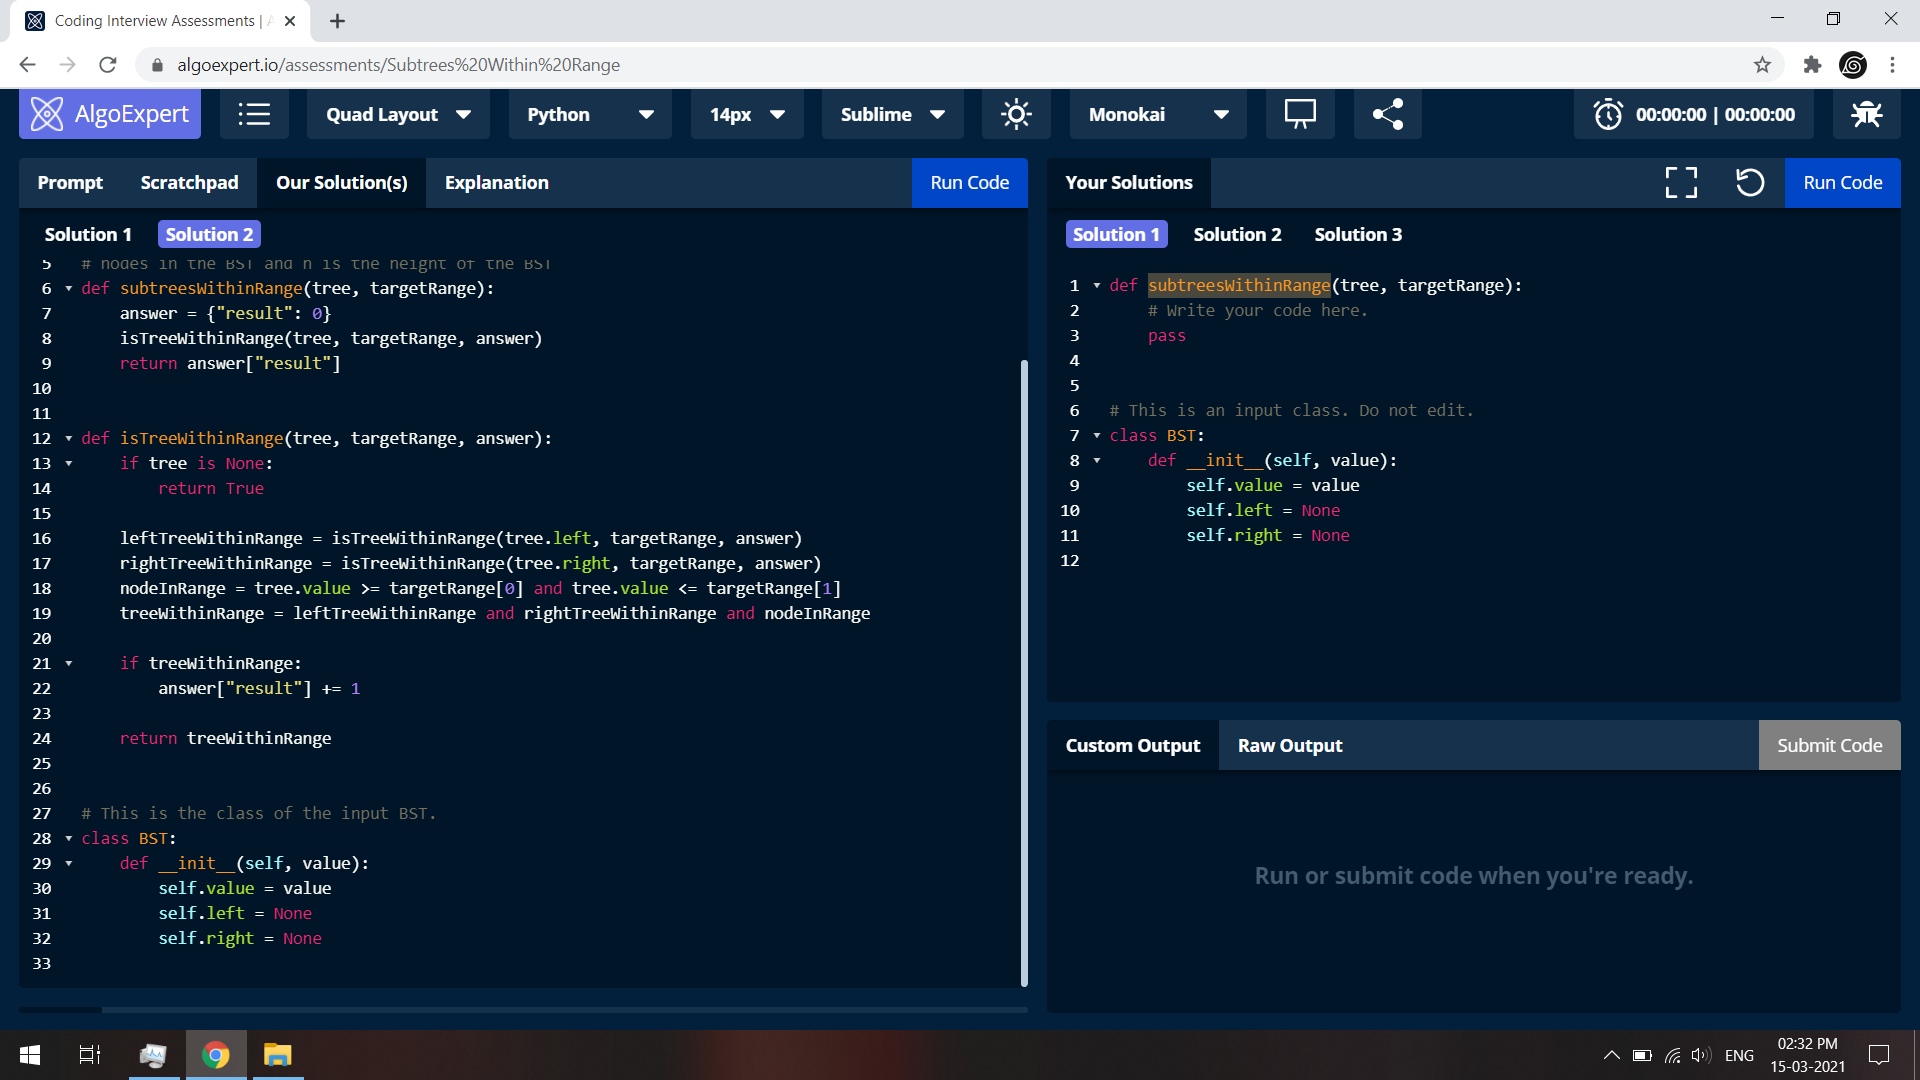 Coding Interview Assessments | A
algoexpert.io/assessments/Subtrees%20Within%20Range
AlgoExpert
Quad Layout
Python
14px
Sublime
Monokai
00:00:00 | 00:00:00
Prompt
Scratchpad
Our Solution(s)
Explanation
Run Code
Solution 1
Solution 2
5 # nodes in the BST and h is the height of the BST
6 def subtreesWithinRange(tree, targetRange):
7 answer = {"result": 0}
8 isTreeWithinRange(tree, targetRange, answer)
9 return answer["result"]
10
11
12 def isTreeWithinRange(tree, targetRange, answer):
13 if tree is None:
14 return True
15
16 leftTreeWithinRange = isTreeWithinRange(tree.left, targetRange, answer)
17 rightTreeWithinRange = isTreeWithinRange(tree.right, targetRange, answer)
18 nodeInRange = tree.value >= targetRange[0] and tree.value <= targetRange[1]
19 treeWithinRange = leftTreeWithinRange and rightTreeWithinRange and nodeInRange
20
21 if treeWithinRange:
22 answer["result"] += 1
23
24 return treeWithinRange
25
26
27 # This is the class of the input BST.
28 class BST:
29 def __init__(self, value):
30 self.value = value
31 self.left = None
32 self.right = None
33
Your Solutions
Run Code
Solution 1
Solution 2
Solution 3
1 def subtreesWithinRange(tree, targetRange):
2 # Write your code here.
3 pass
4
5
6 # This is an input class. Do not edit.
7 class BST:
8 def __init__(self, value):
9 self.value = value
10 self.left = None
11 self.right = None
12
Custom Output
Raw Output
Submit Code
Run or submit code when you're ready.
ENG
02:32 PM
15-03-2021